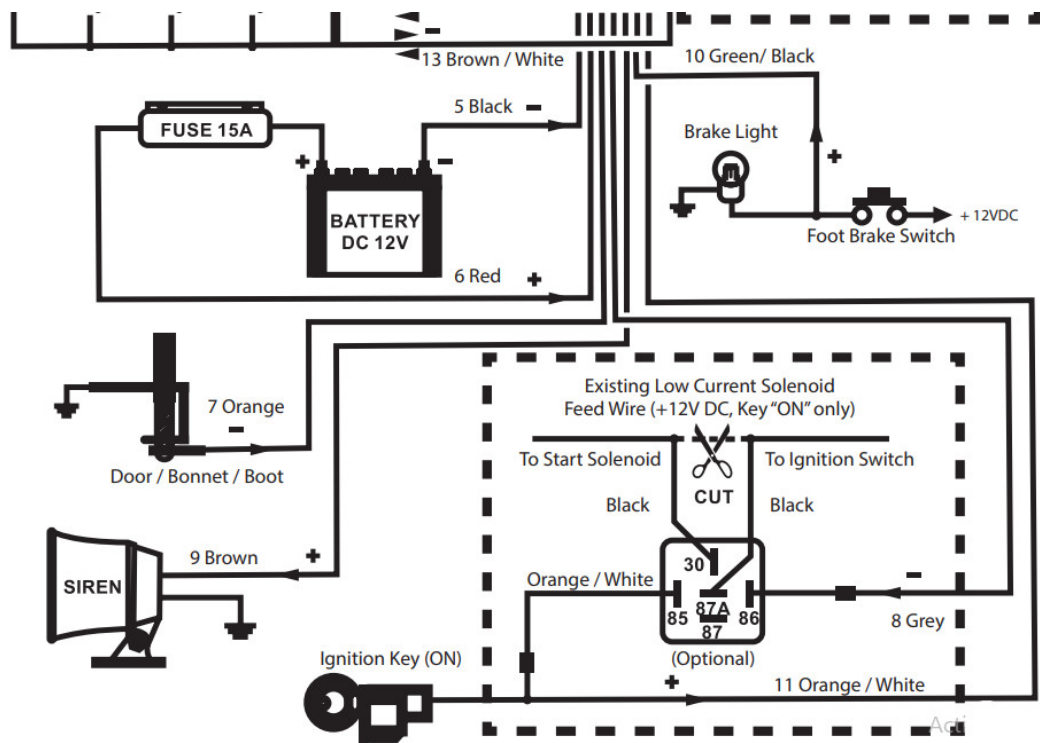 13 Brown / White
10 Green/ Black
5 Black
FUSE 15A
Brake Light
+
-
+
BATTERY
DC 12V
+ 12VDC
Foot Brake Switch
6 Red +
Existing Low Current Solenoid
Feed Wire (+12V DC, Key “ON” only)
7 Orange
-
To Start Solenoid
To Ignition Switch
Door / Bonnet / Boot
CUT
Black
Black
9 Brown +
30
Orange / White
-
SIREN
87A
85
86
87
8 Grey
Ignition Key (ON)
(Optional)
+
11 Orange / White
Acti